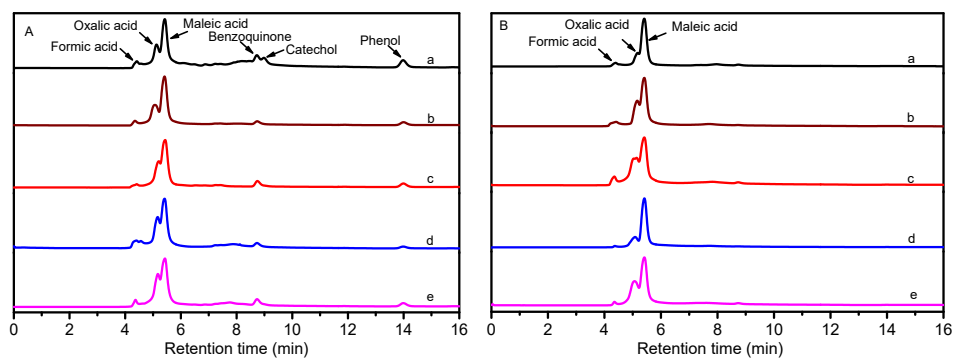 A
Oxalic acid
Maleic acid
Formic acid
Benzoquinone
Catechol
Phenol
a
b
c
d
e
0 2 4 6 8 10 12 14 16
Retention time (min)
B
Oxalic acid
Maleic acid
Formic acid
a
b
c
d
e
0 2 4 6 8 10 12 14 16
Retention time (min)